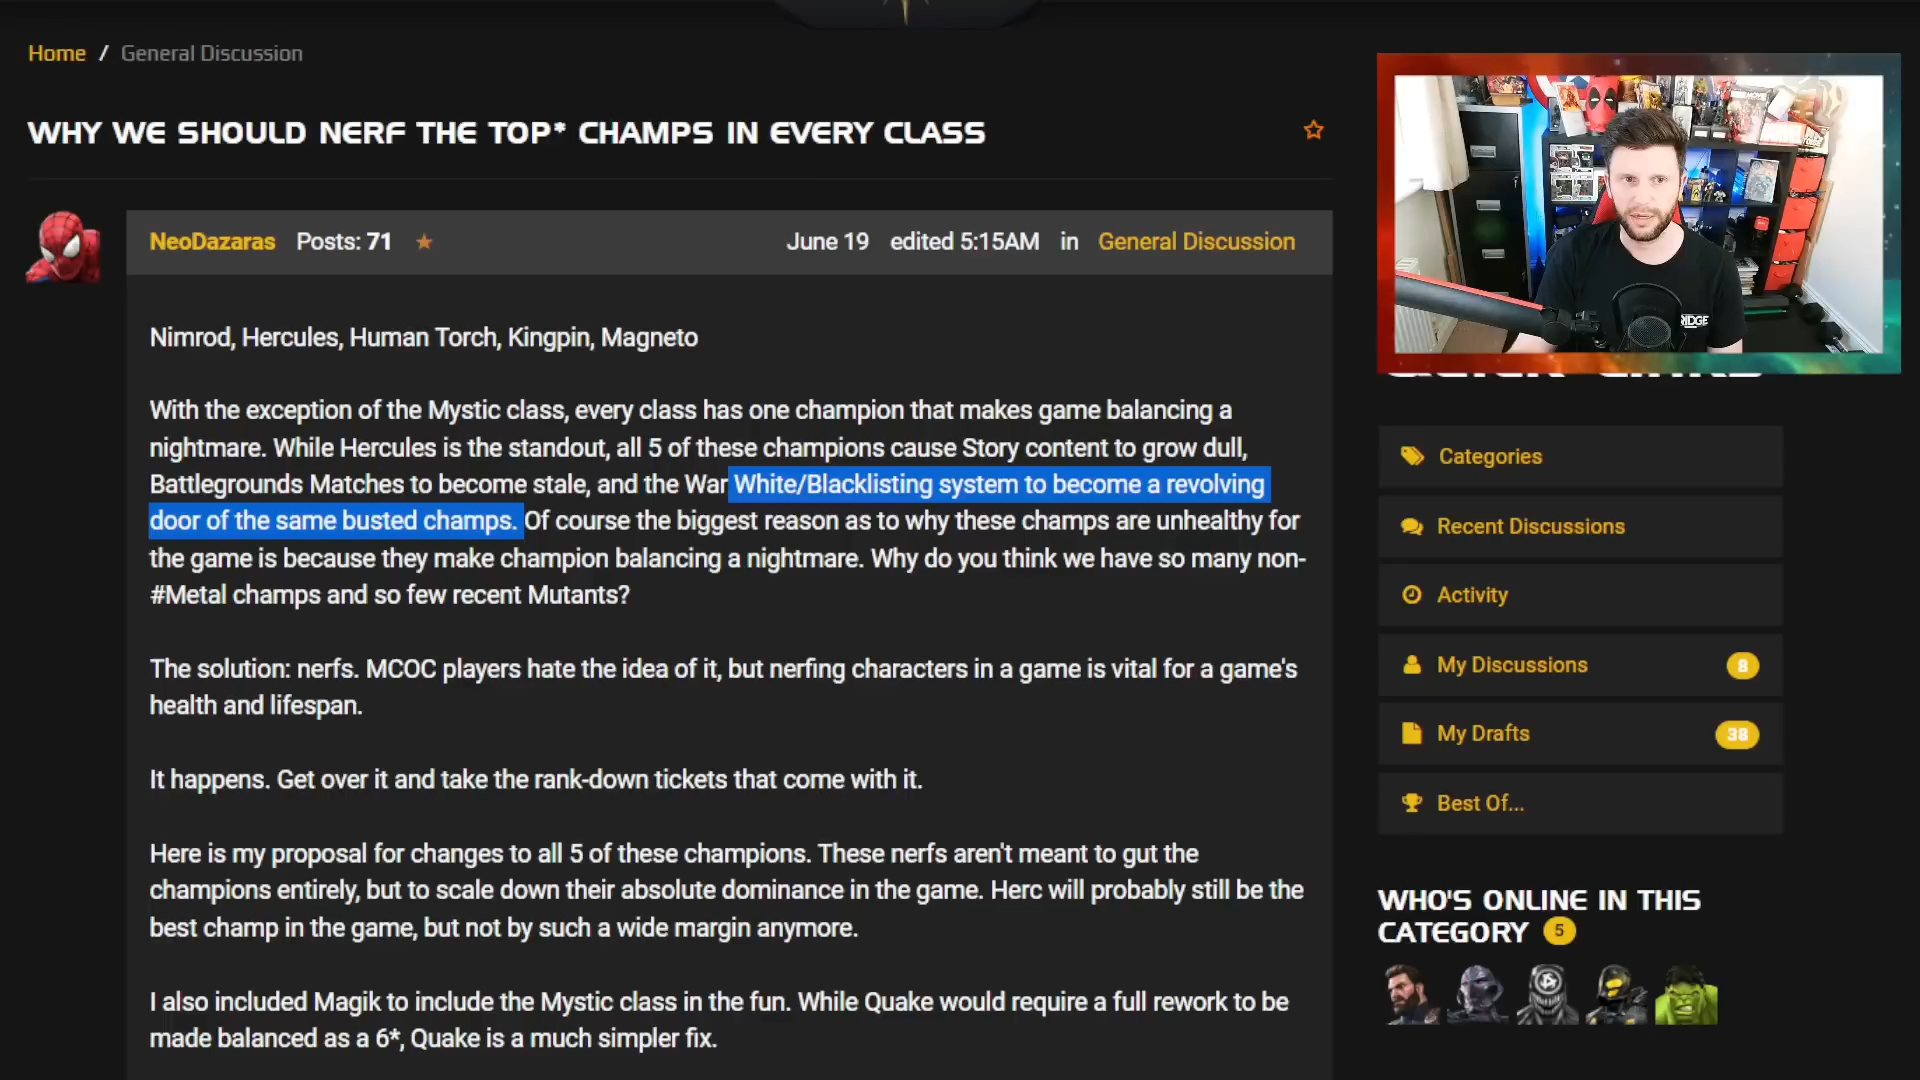 Home / General Discussion
WHY WE SHOULD NERF THE TOP* CHAMPS IN EVERY CLASS
NeoDazaras Posts: 71 June 19 edited 5:15AM in General Discussion
Nimrod, Hercules, Human Torch, Kingpin, Magneto
With the exception of the Mystic class, every class has one champion that makes game balancing a
nightmare. While Hercules is the standout, all 5 of these champions cause Story content to grow dull,
Battlegrounds Matches to become stale, and the War White/Blacklisting system to become a revolving
door of the same busted champs. Of course the biggest reason as to why these champs are unhealthy for
the game is because they make champion balancing a nightmare. Why do you think we have so many non-
#Metal champs and so few recent Mutants?
The solution: nerfs. MCOC players hate the idea of it, but nerfing characters in a game is vital for a game's
health and lifespan.
It happens. Get over it and take the rank-down tickets that come with it.
Here is my proposal for changes to all 5 of these champions. These nerfs aren't meant to gut the
champions entirely, but to scale down their absolute dominance in the game. Herc will probably still be the
best champ in the game, but not by such a wide margin anymore.
I also included Magik to include the Mystic class in the fun. While Quake would require a full rework to be
made balanced as a 6*, Quake is a much simpler fix.
RIDGE
Categories
Recent Discussions
Activity
My Discussions 8
My Drafts 38
Best Of...
WHO'S ONLINE IN THIS
CATEGORY 5